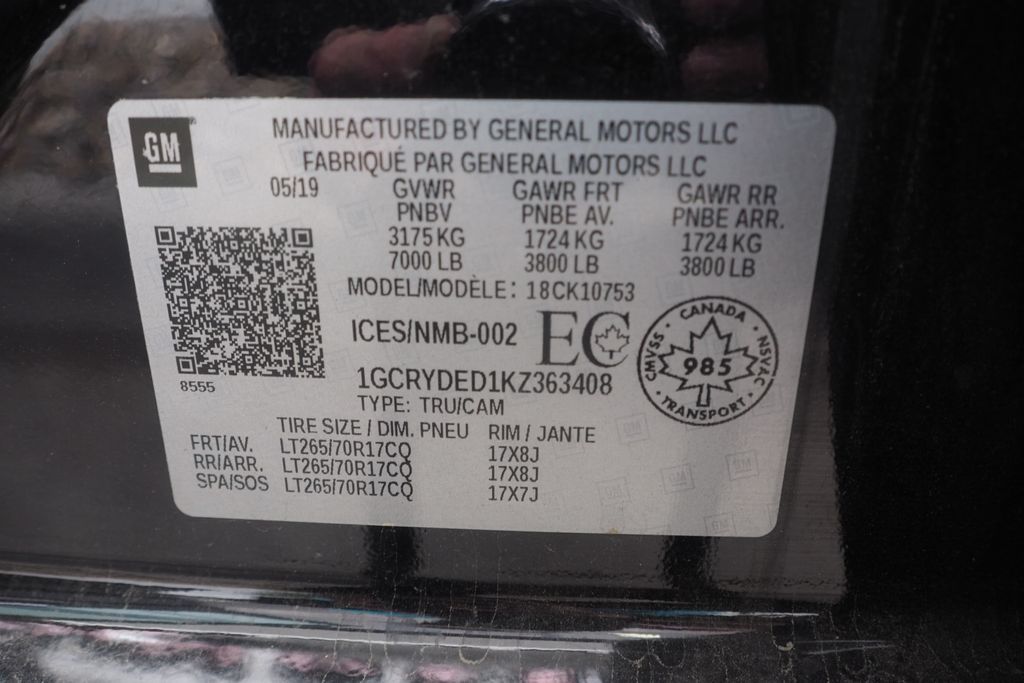 GM
MANUFACTURED BY GENERAL MOTORS LLC
FABRIQUÉ PAR GENERAL MOTORS LLC
05/19 GVWR GAWR FRT GAWR RR
PNBV PNBE AV. PNBE ARR.
3175 KG 1724 KG 1724 KG
7000 LB 3800 LB 3800 LB
MODEL/MODÈLE: 18CK10753
ICES/NMB-002 EC
CANADA
CMVSS 985 NSVAC
TRANSPORT
8555
1GCRYDED1KZ363408
TYPE: TRU/CAM
TIRE SIZE / DIM. PNEU RIM / JANTE
FRT/AV. LT265/70R17CQ 17X8J
RR/ARR. LT265/70R17CQ 17X8J
SPA/SOS LT265/70R17CQ 17X7J